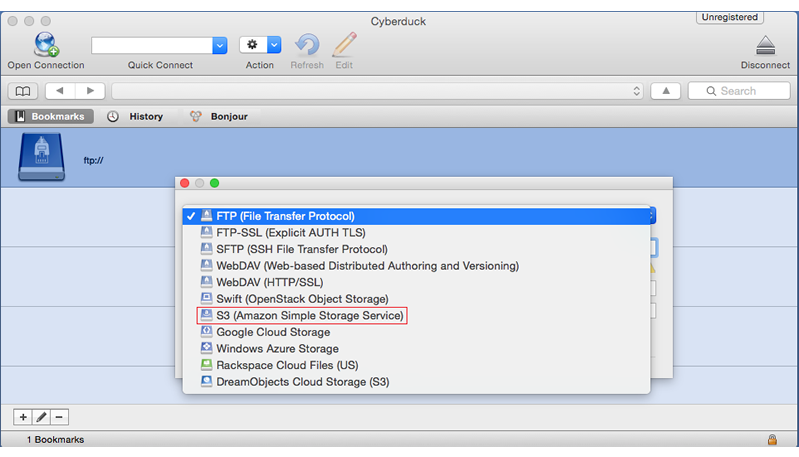 Cyberduck
Unregistered
Open Connection
Quick Connect
Action
Refresh
Edit
Disconnect
Search
Bookmarks
History
Bonjour
ftp://
✓ FTP (File Transfer Protocol)
FTP-SSL (Explicit AUTH TLS)
SFTP (SSH File Transfer Protocol)
WebDAV (Web-based Distributed Authoring and Versioning)
WebDAV (HTTP/SSL)
Swift (OpenStack Object Storage)
S3 (Amazon Simple Storage Service)
Google Cloud Storage
Windows Azure Storage
Rackspace Cloud Files (US)
DreamObjects Cloud Storage (S3)
1 Bookmarks